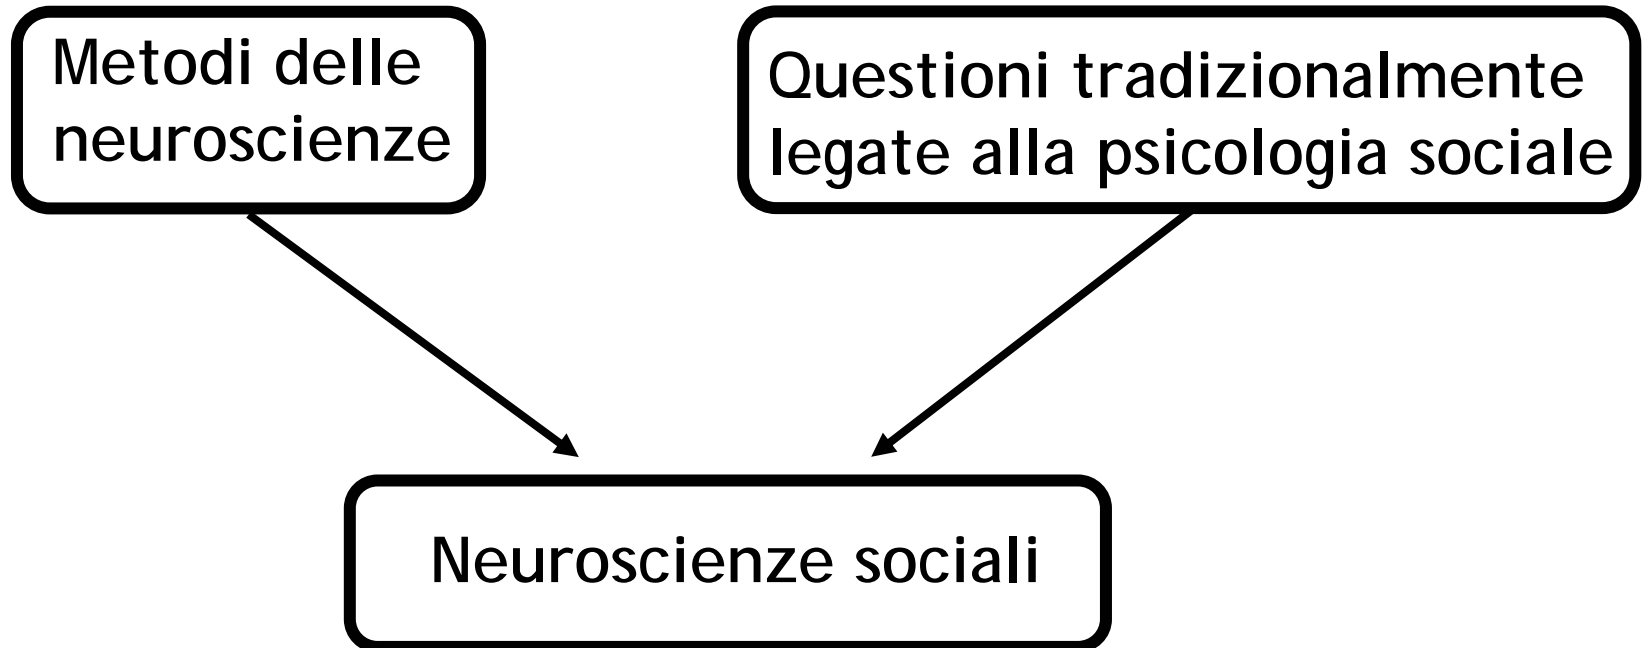 Metodi delle
neuroscienze
Questioni tradizionalmente
legate alla psicologia sociale
Neuroscienze sociali